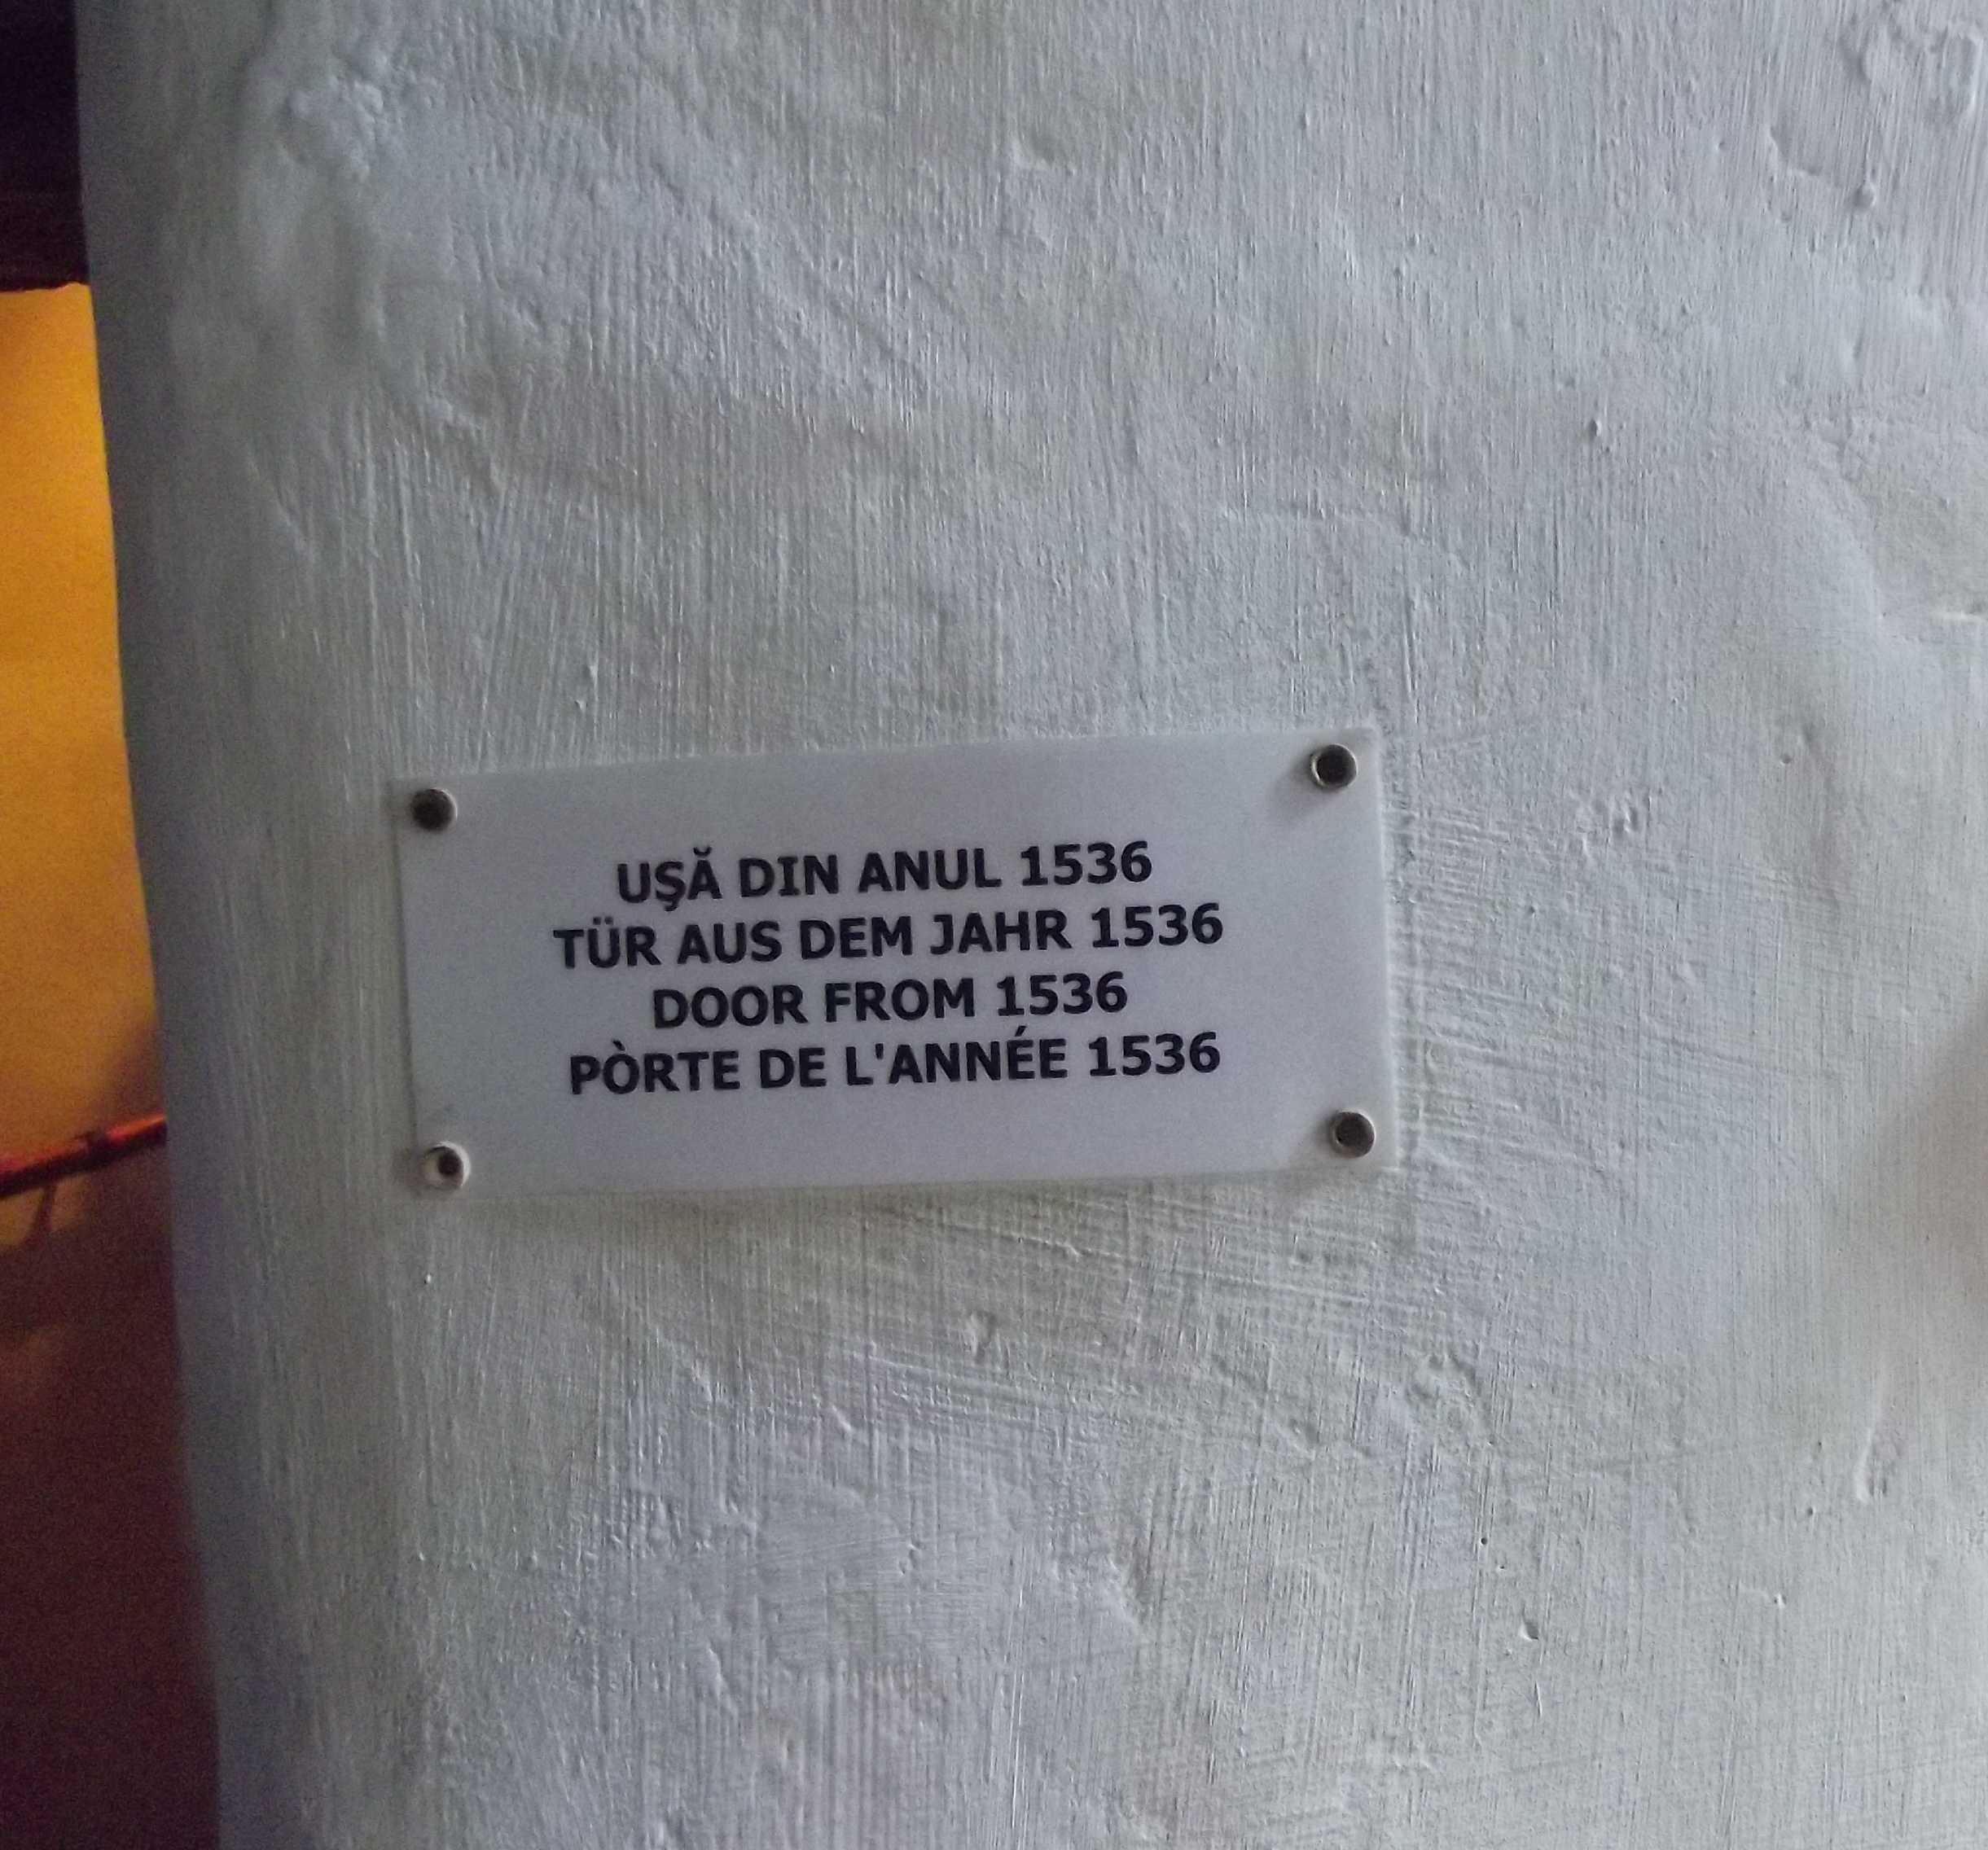 UŞĂ DIN ANUL 1536
TÜR AUS DEM JAHR 1536
DOOR FROM 1536
PÒRTE DE L'ANNÉE 1536